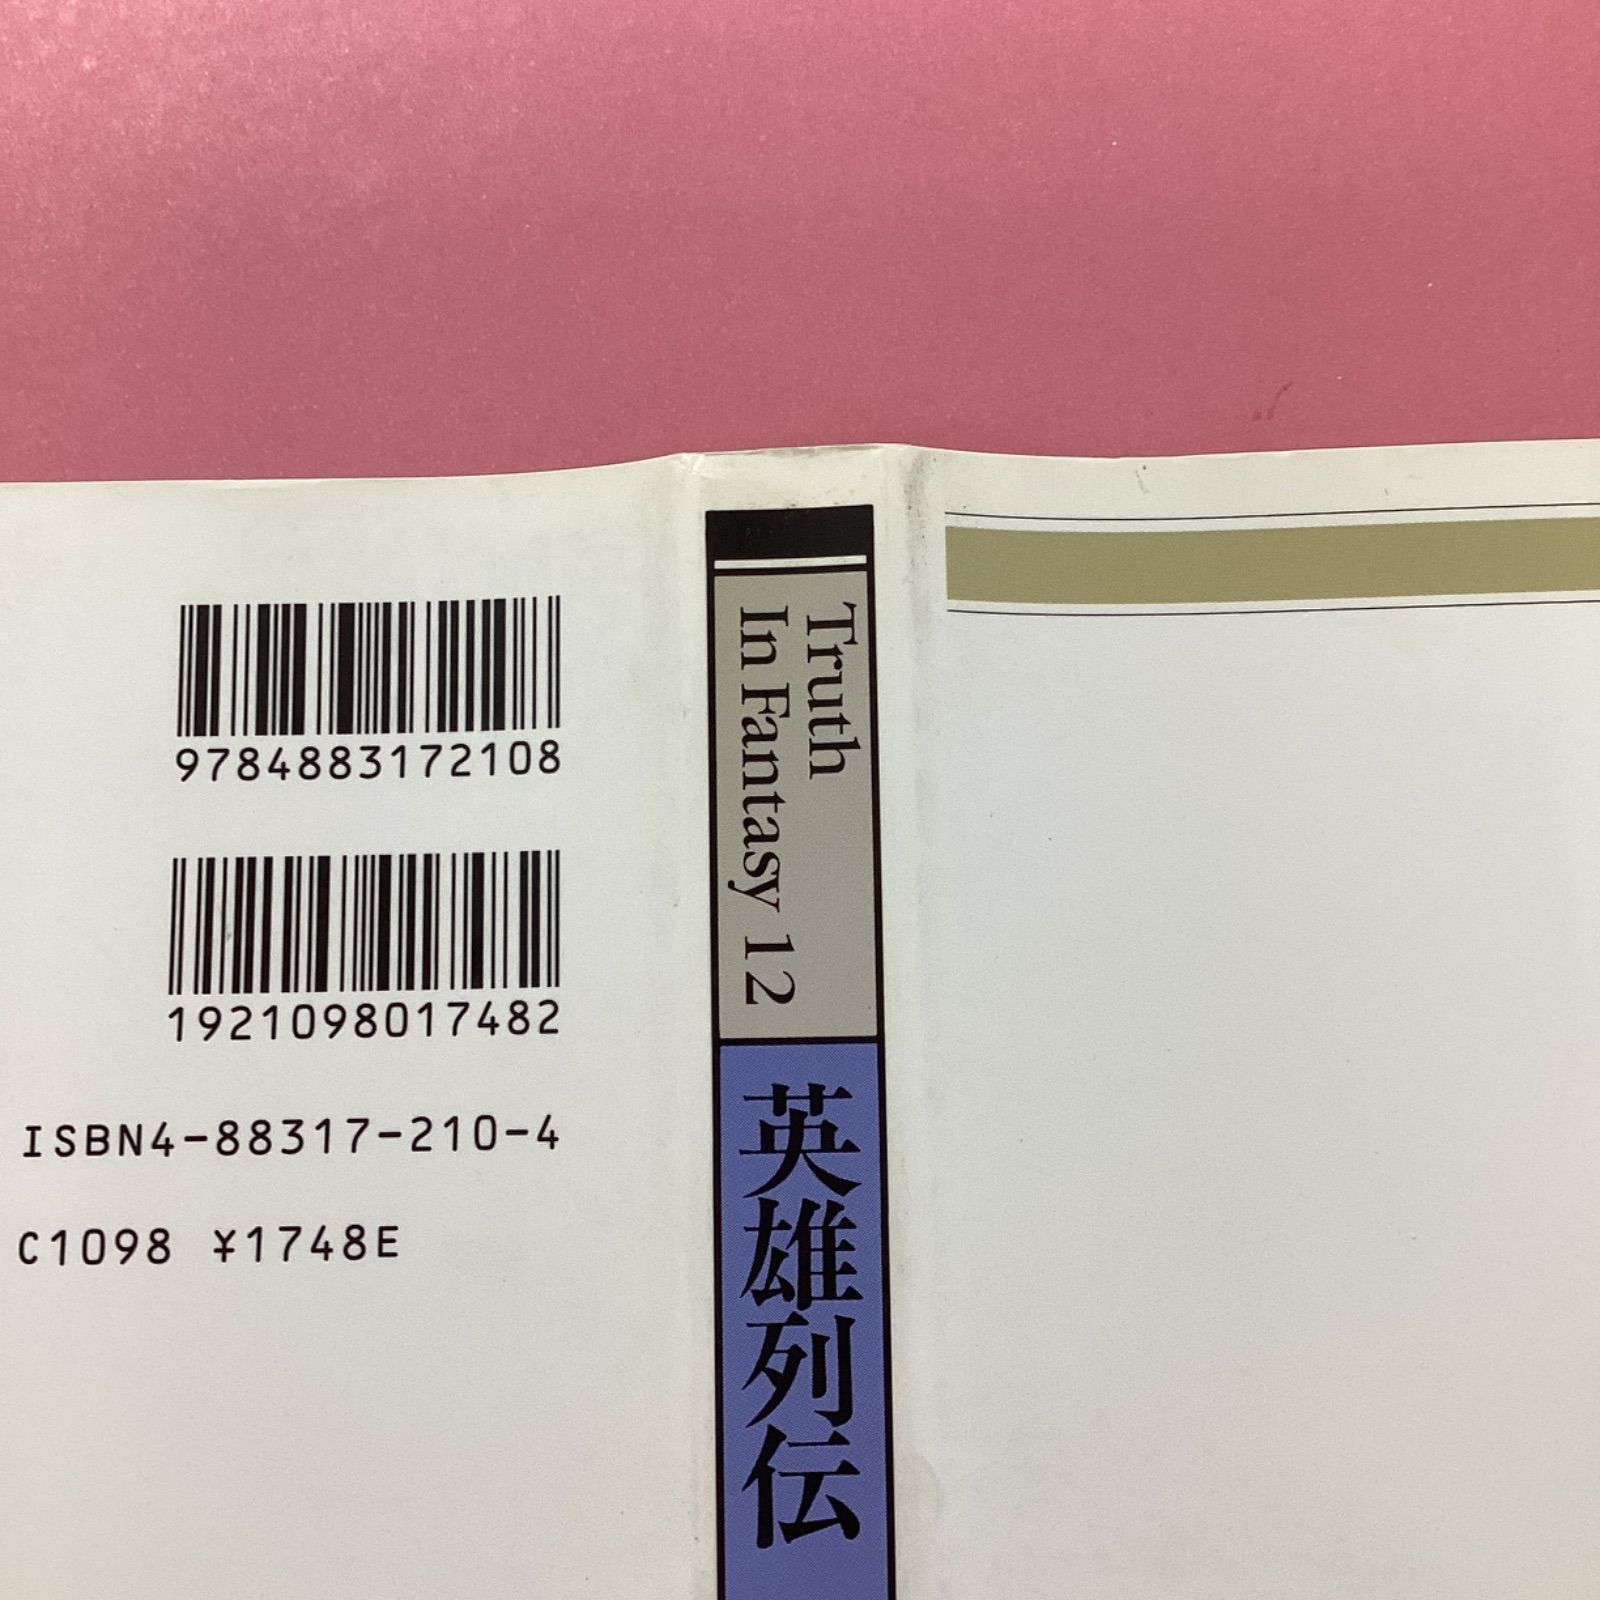 9784883172108
1921098017482
ISBN4-88317-210-4
C1098 ¥1748E
Truth
In Fantasy 12
英雄列伝